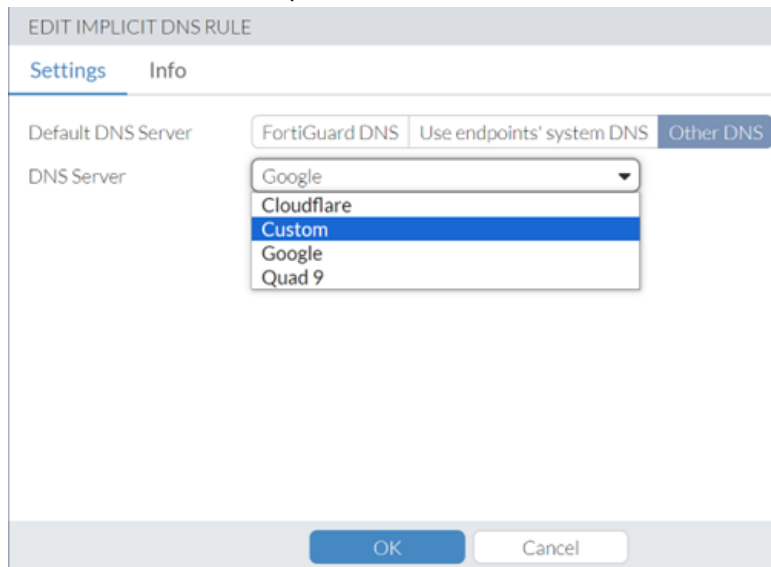 EDIT IMPLICIT DNS RULE
Settings Info
Default DNS Server FortiGuard DNS Use endpoints' system DNS Other DNS
DNS Server Google
Cloudflare
Custom
Google
Quad 9
OK Cancel